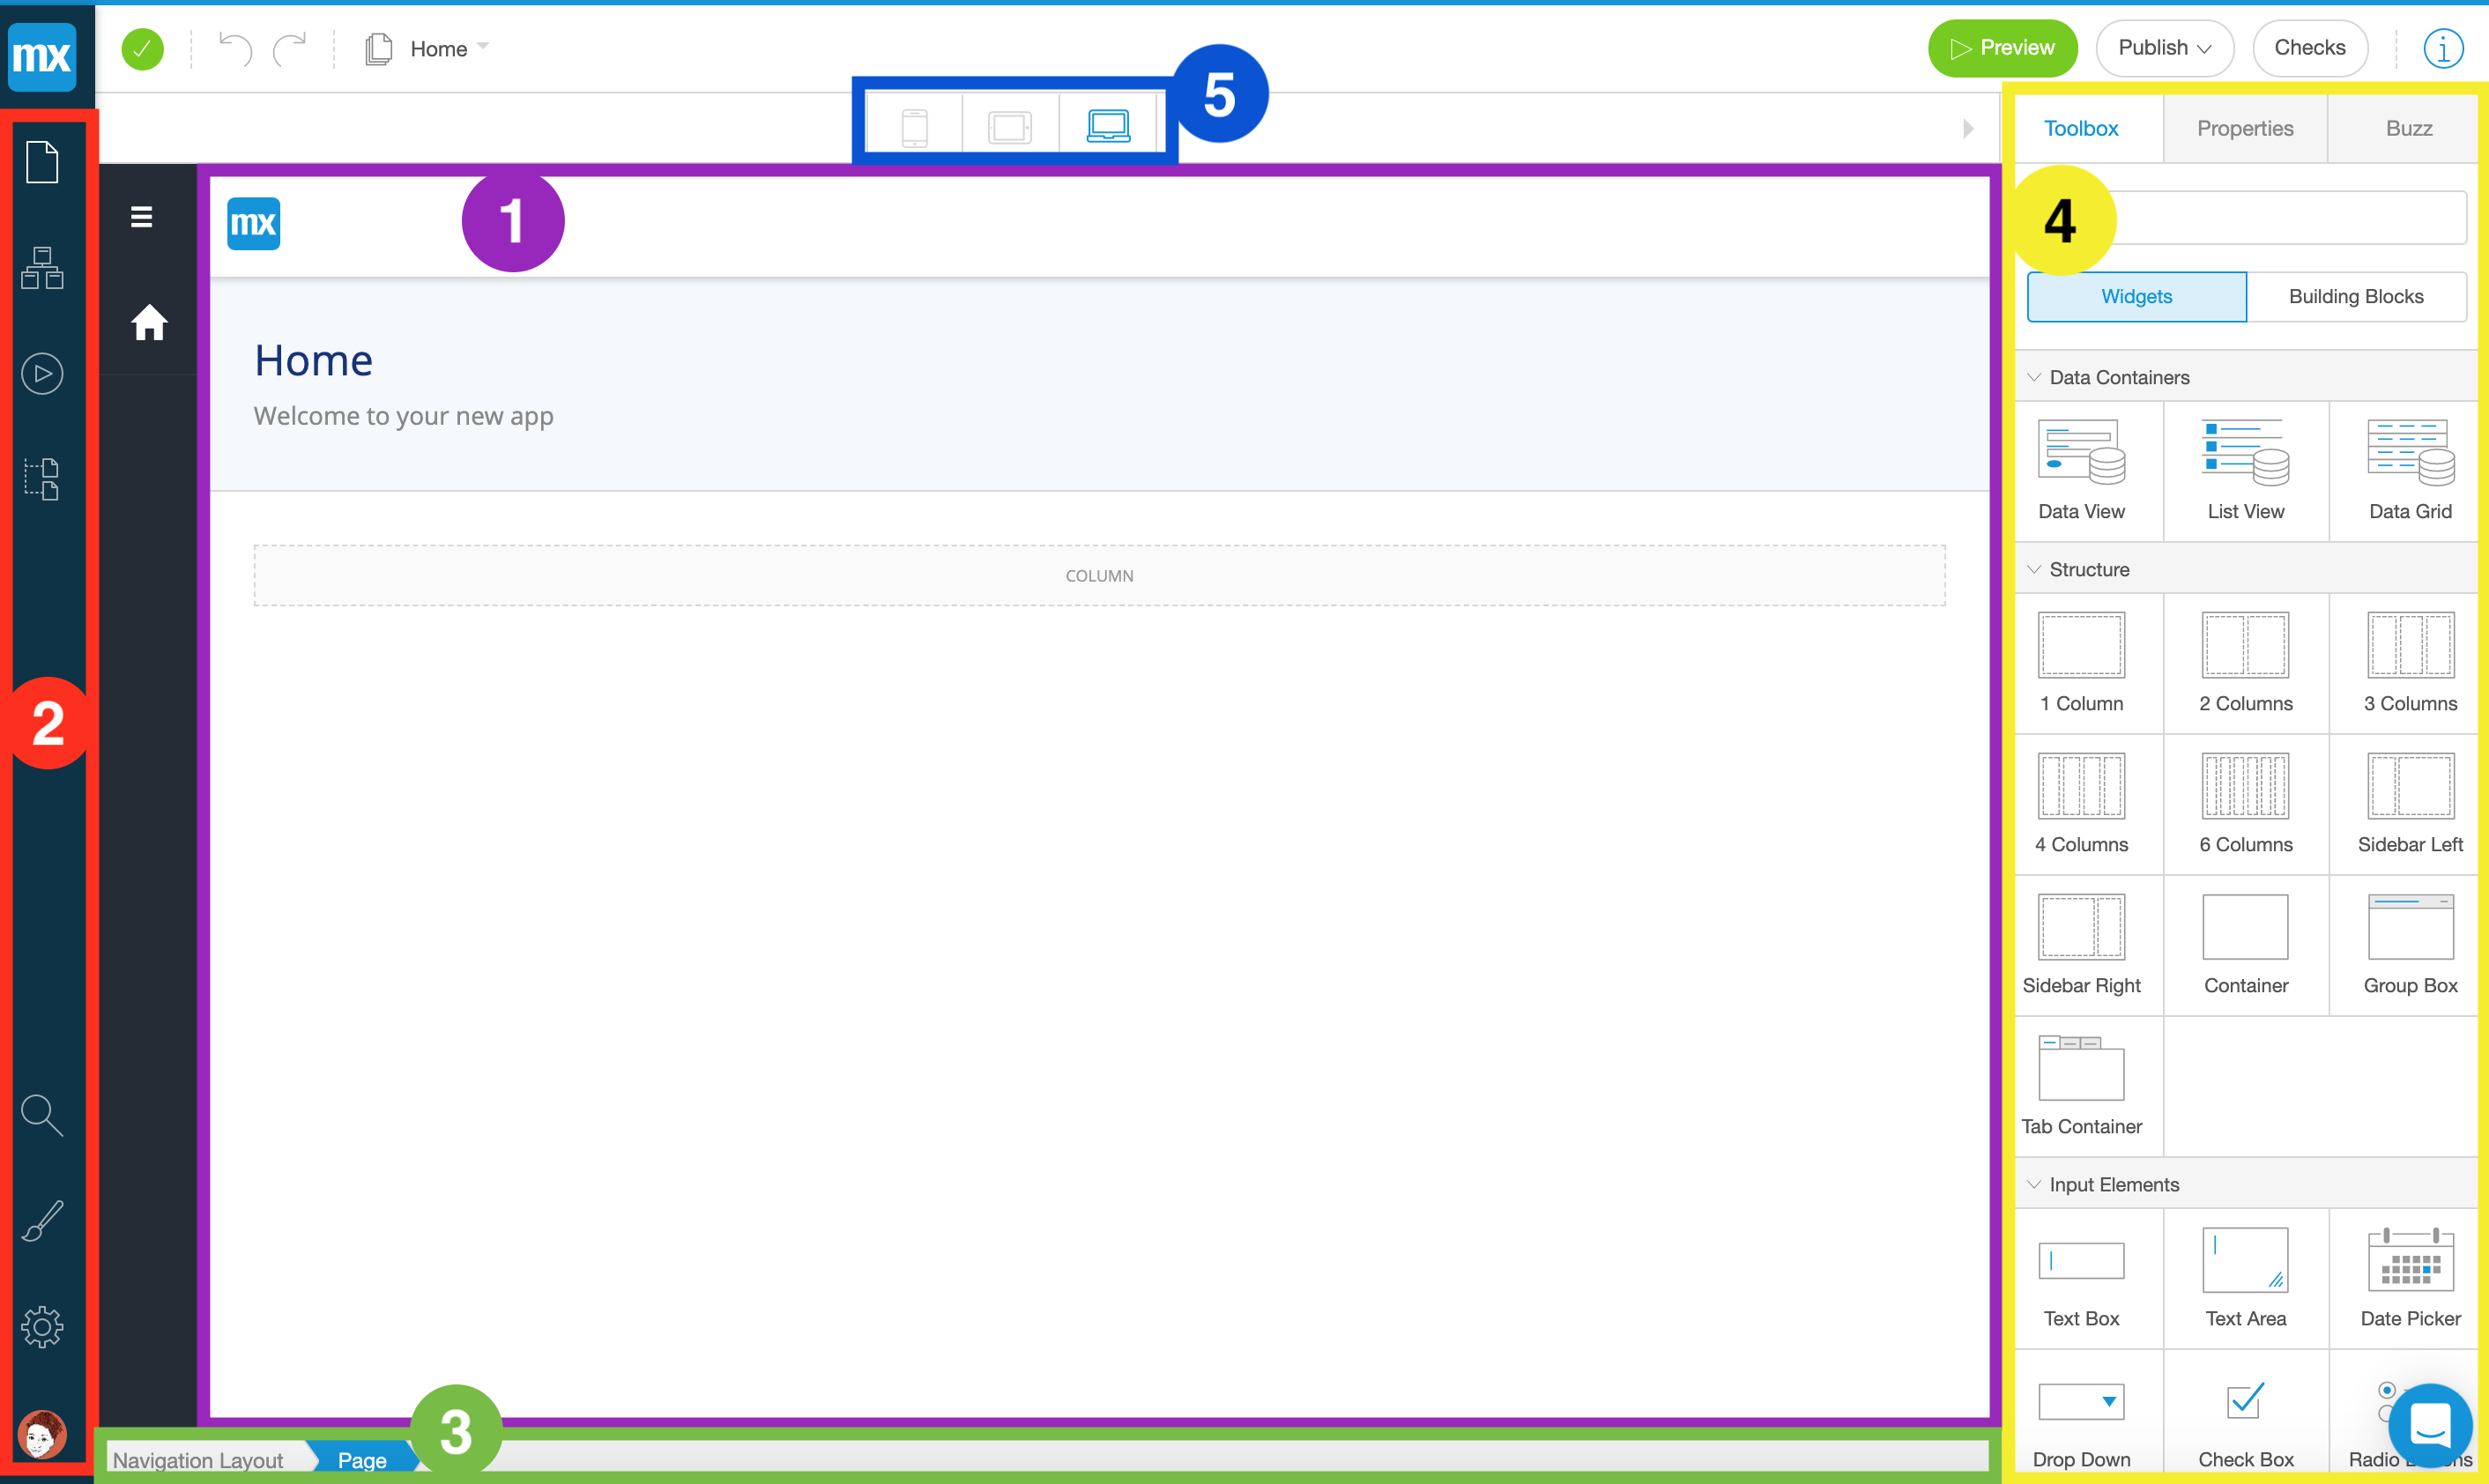 mx
Home
Preview
Publish
Checks
5
Toolbox
Properties
Buzz
mx
1
4
Widgets
Building Blocks
Home
Welcome to your new app
Data Containers
Data View
List View
Data Grid
COLUMN
Structure
1 Column
2 Columns
3 Columns
2
4 Columns
6 Columns
Sidebar Left
Sidebar Right
Container
Group Box
Tab Container
Input Elements
Text Box
Text Area
Date Picker
3
Navigation Layout
Page
Drop Down
Check Box
Radio